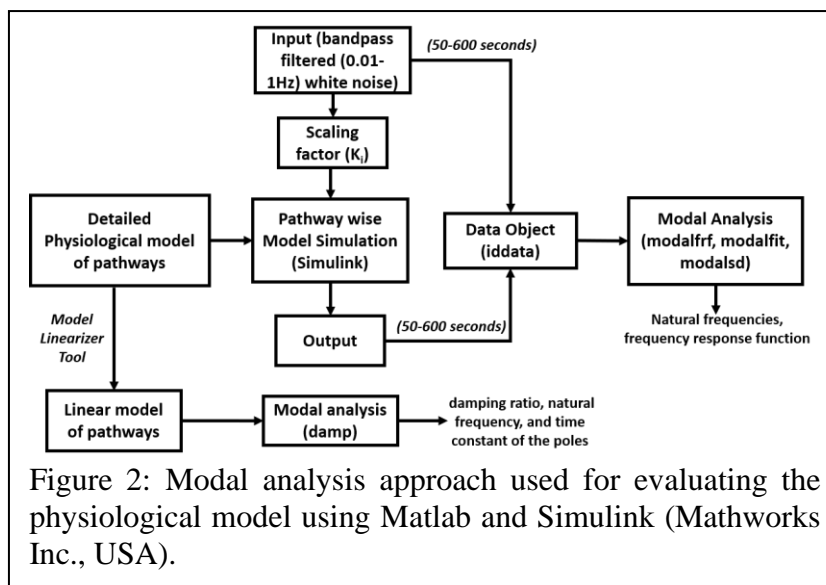 Input (bandpass
filtered (0.01-
1Hz) white noise)
(50-600 seconds)
Scaling
factor (Ki)
Detailed
Physiological model
of pathways
Pathway wise
Model Simulation
(Simulink)
Data Object
(iddata)
Modal Analysis
(modalfrf, modalfit,
modalsd)
Model
Linearizer
Tool
Output
(50-600 seconds)
Natural frequencies,
frequency response function
Linear model
of pathways
Modal analysis
(damp)
damping ratio, natural
frequency, and time
constant of the poles
Figure 2: Modal analysis approach used for evaluating the
physiological model using Matlab and Simulink (Mathworks
Inc., USA).